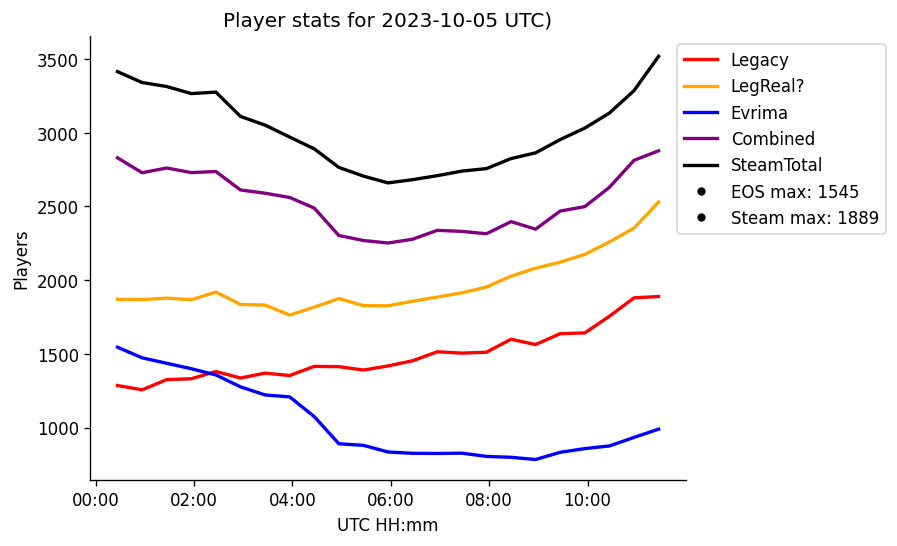 Player stats for 2023-10-05 UTC)
3500
3000
2500
2000
1500
1000
Players
00:00 02:00 04:00 06:00 08:00 10:00
UTC HH:mm
Legacy
LegReal?
Evrima
Combined
SteamTotal
EOS max: 1545
Steam max: 1889